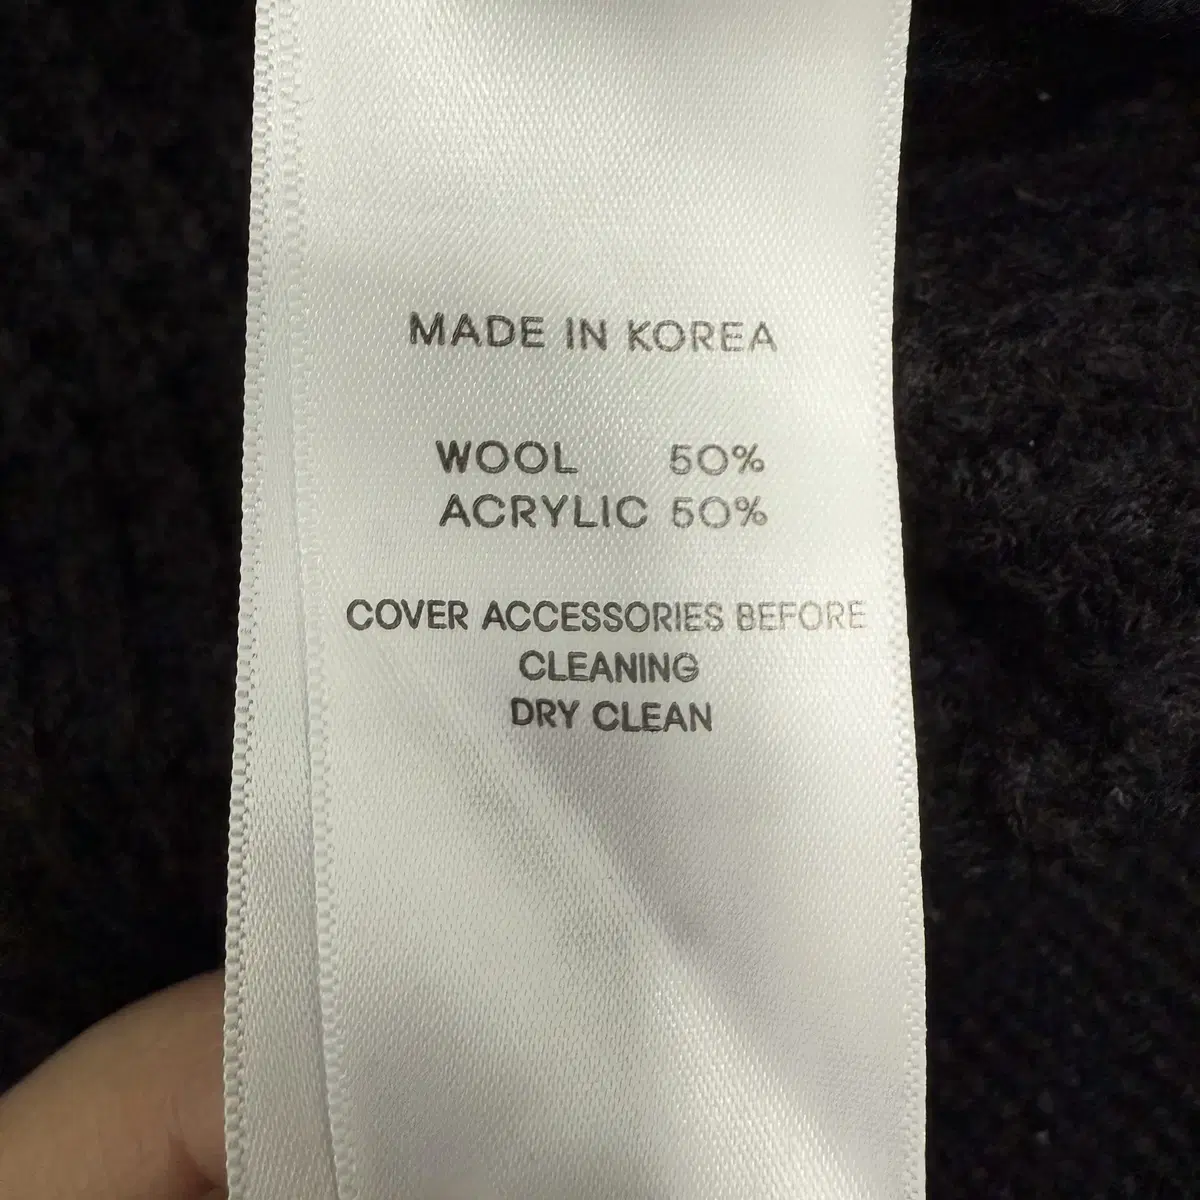 MADE IN KOREA
WOOL 50%
ACRYLIC 50%
COVER ACCESSORIES BEFORE
CLEANING
DRY CLEAN